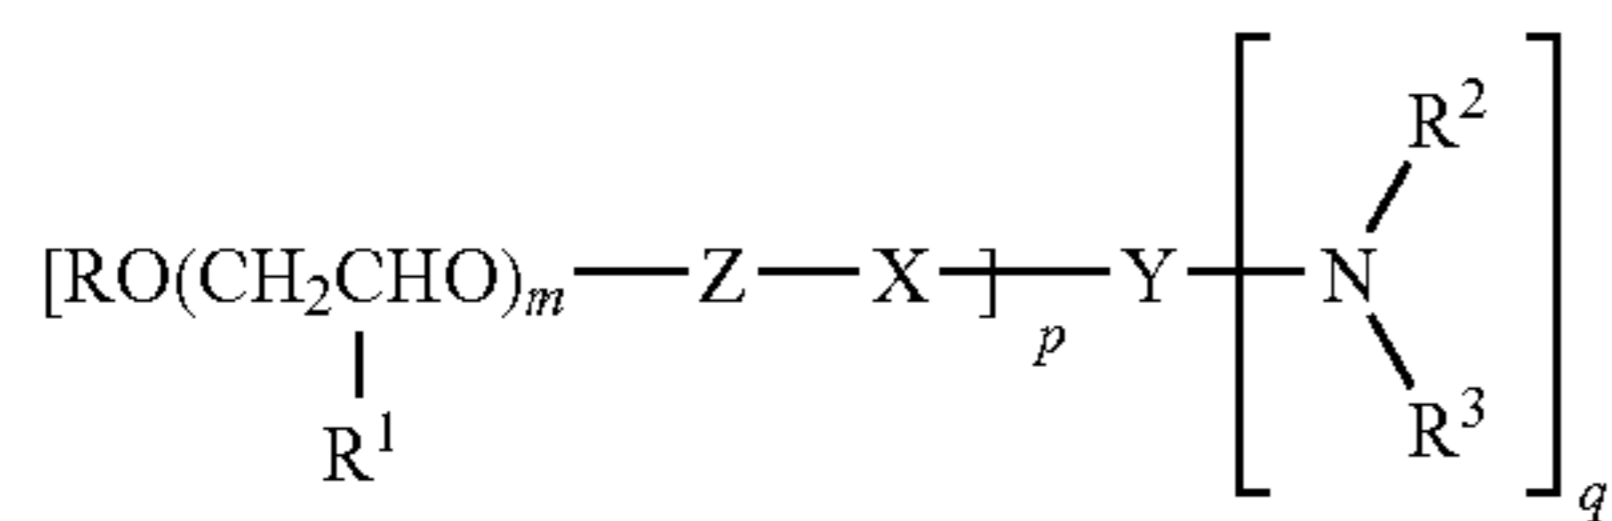 R²
[RO(CH₂CHO)ₘ—Z—X—]ₚ—Y—[N]q
R¹
R³